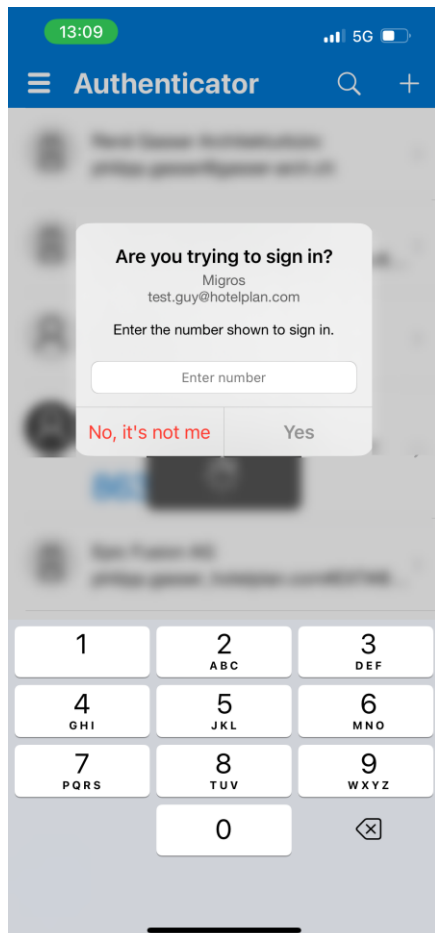 13:09
5G
Authenticator
Are you trying to sign in?
Migros
test.guy@hotelplan.com
Enter the number shown to sign in.
Enter number
No, it's not me
Yes
1
2
ABC
3
DEF
4
GHI
5
JKL
6
MNO
7
PQRS
8
TUV
9
WXYZ
0